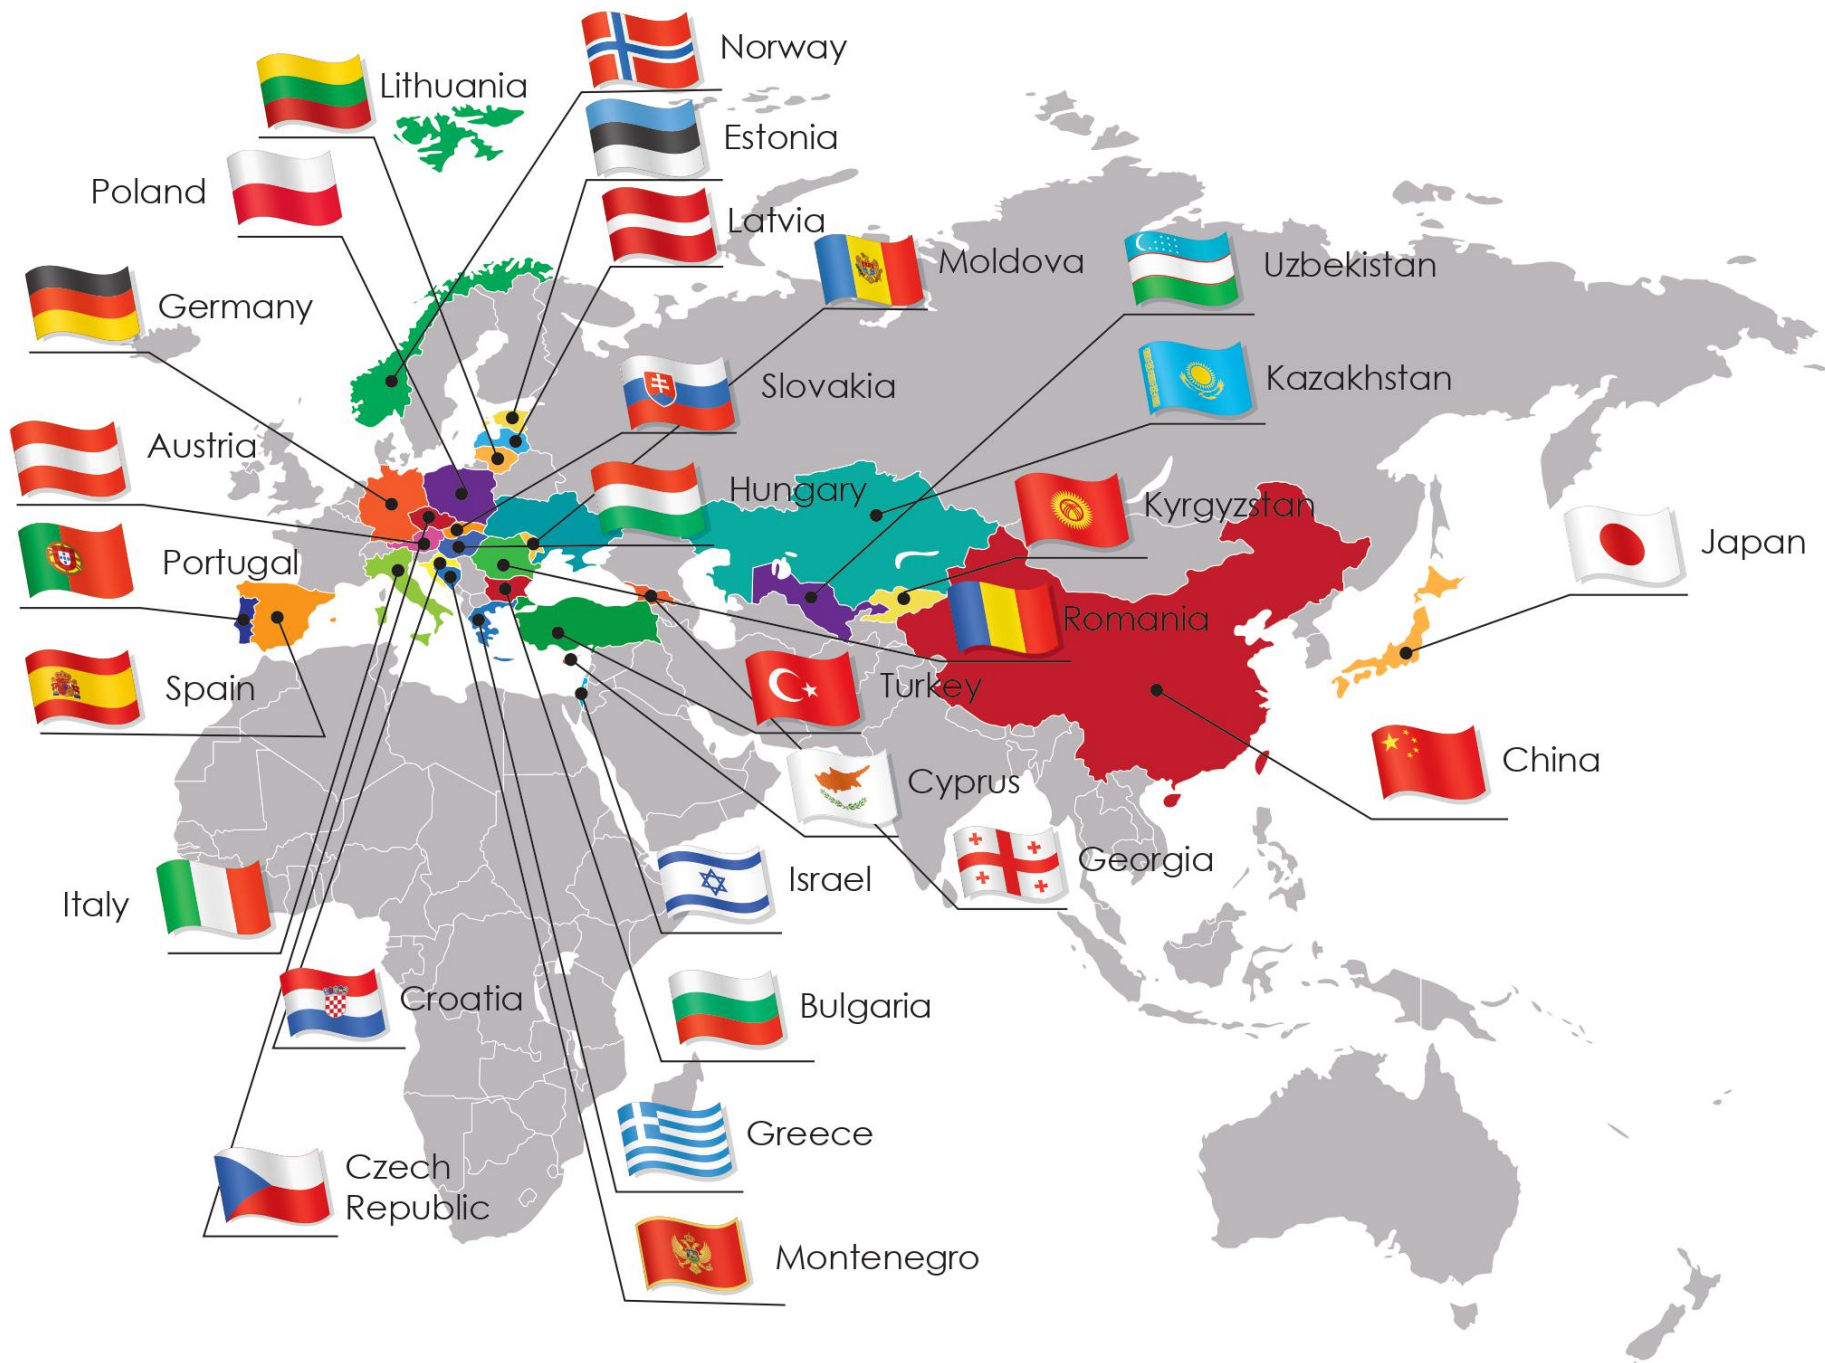 Norway
Lithuania
Estonia
Poland
Latvia
Moldova
Uzbekistan
Germany
Slovakia
Kazakhstan
Austria
Hungary
Kyrgyzstan
Japan
Portugal
Romania
Spain
Turkey
China
Cyprus
Georgia
Israel
Italy
Croatia
Bulgaria
Greece
Czech
Republic
Montenegro